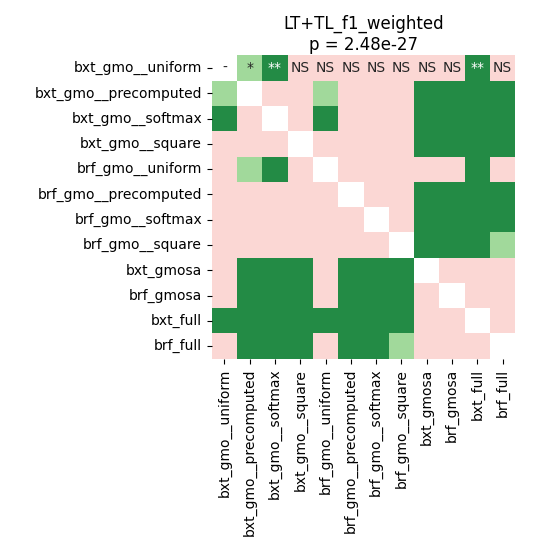 LT+TL_f1_weighted
p = 2.48e-27
bxt_gmo__uniform - * ** NS NS NS NS NS NS NS ** NS
bxt_gmo__precomputed
bxt_gmo__softmax
bxt_gmo__square
brf_gmo__uniform
brf_gmo__precomputed
brf_gmo__softmax
brf_gmo__square
bxt_gmosa
brf_gmosa
bxt_full
brf_full
bxt_gmo__uniform
bxt_gmo__precomputed
bxt_gmo__softmax
bxt_gmo__square
brf_gmo__uniform
brf_gmo__precomputed
brf_gmo__softmax
brf_gmo__square
bxt_gmosa
brf_gmosa
bxt_full
brf_full